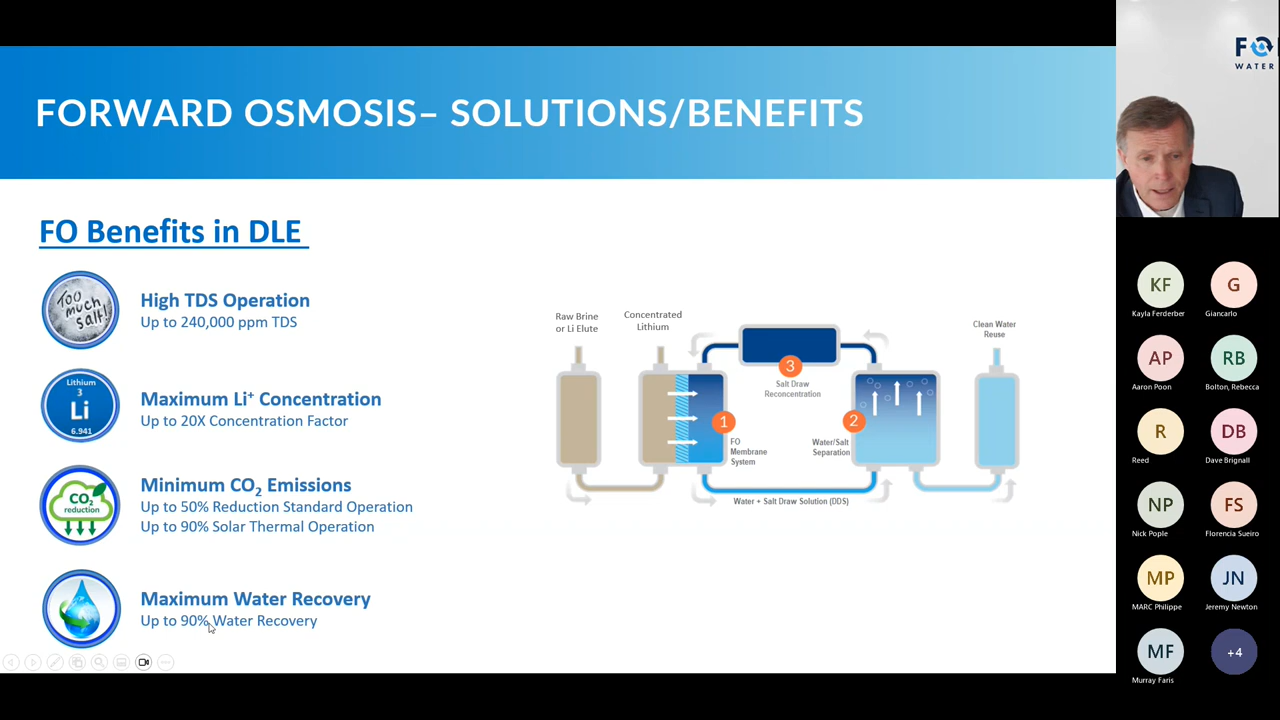 FORWARD OSMOSIS– SOLUTIONS/BENEFITS
FO Benefits in DLE
Too
much
salt!
High TDS Operation
Up to 240,000 ppm TDS
Lithium
3
Li
6.941
Maximum Li⁺ Concentration
Up to 20X Concentration Factor
CO₂
reduction
Minimum CO₂ Emissions
Up to 50% Reduction Standard Operation
Up to 90% Solar Thermal Operation
Maximum Water Recovery
Up to 90% Water Recovery
Raw Brine
or Li Elute
Concentrated
Lithium
3
Salt Draw
Reconcentration
Clean Water
Reuse
1
FO
Membrane
System
2
Water/Salt
Separation
Water + Salt Draw Solution (DDS)
WATER
KF
Kayla Ferderber
G
Giancarlo
AP
Aaron Poon
RB
Bolton, Rebecca
R
Reed
DB
Dave Brignall
NP
Nick Pople
FS
Florencia Sueiro
MP
MARC Philippe
JN
Jeremy Newton
MF
Murray Faris
+4